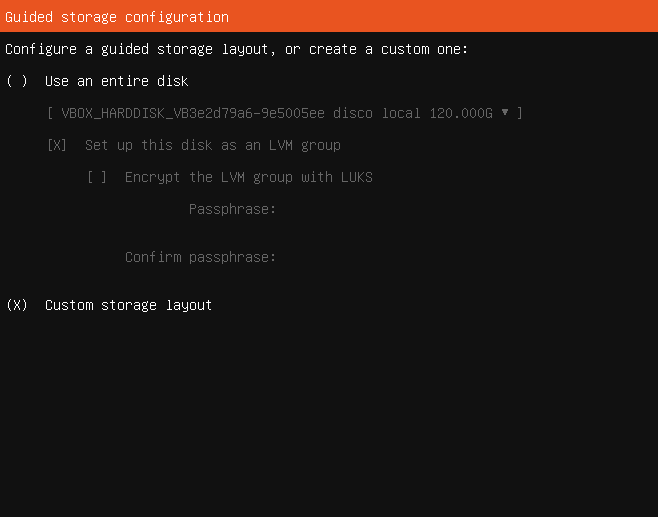 Guided storage configuration
Configure a guided storage layout, or create a custom one:
( ) Use an entire disk
[ VBOX_HARDDISK_VB3e2d79a6-9e5005ee disco local 120.000G ▾ ]
[X] Set up this disk as an LVM group
[ ] Encrypt the LVM group with LUKS
Passphrase:
Confirm passphrase:
(X) Custom storage layout